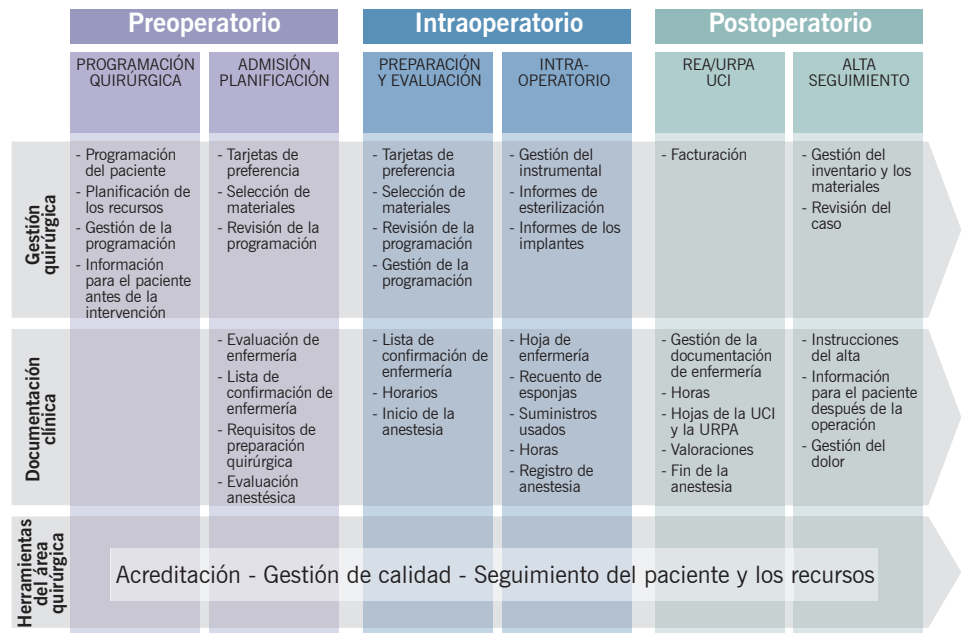 Preoperatorio
Intraoperatorio
Postoperatorio
PROGRAMACIÓN
QUIRÚRGICA
ADMISIÓN
PLANIFICACIÓN
PREPARACIÓN
Y EVALUACIÓN
INTRA-
OPERATORIO
REA/URPA
UCI
ALTA
SEGUIMIENTO
Gestión
quirúrgica
- Programación
del paciente
- Planificación de
los recursos
- Gestión de la
programación
- Información
para el paciente
antes de la
intervención
- Tarjetas de
preferencia
- Selección de
materiales
- Revisión de la
programación
- Tarjetas de
preferencia
- Selección de
materiales
- Revisión de la
programación
- Gestión de la
programación
- Gestión del
instrumental
- Informes de
esterilización
- Informes de los
implantes
- Facturación
- Gestión del
inventario y los
materiales
- Revisión del
caso
Documentación
clínica
- Evaluación de
enfermería
- Lista de
confirmación de
enfermería
- Requisitos de
preparación
quirúrgica
- Evaluación
anestésica
- Lista de
confirmación de
enfermería
- Horarios
- Inicio de la
anestesia
- Hoja de
enfermería
- Recuento de
esponjas
- Suministros
usados
- Horas
- Registro de
anestesia
- Gestión de la
documentación
de enfermería
- Horas
- Hojas de la UCI
y la URPA
- Valoraciones
- Fin de la
anestesia
- Instrucciones
del alta
- Información
para el paciente
después de la
operación
- Gestión del
dolor
Herramientas
del área
quirúrgica
Acreditación - Gestión de calidad - Seguimiento del paciente y los recursos